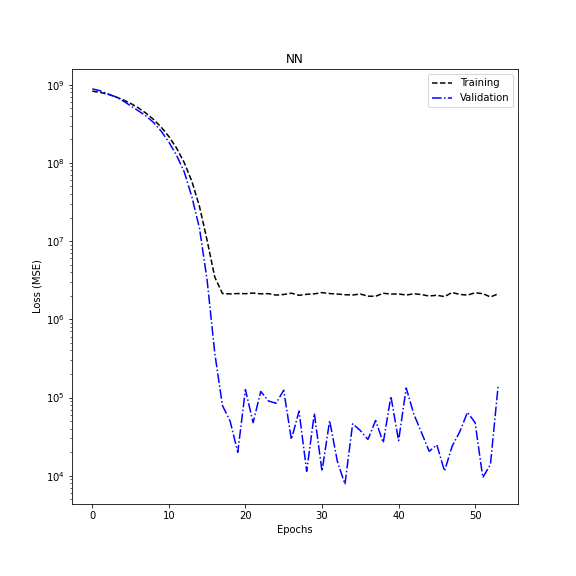 NN
Training
Validation
Loss (MSE)
10⁹
10⁸
10⁷
10⁶
10⁵
10⁴
0 10 20 30 40 50
Epochs